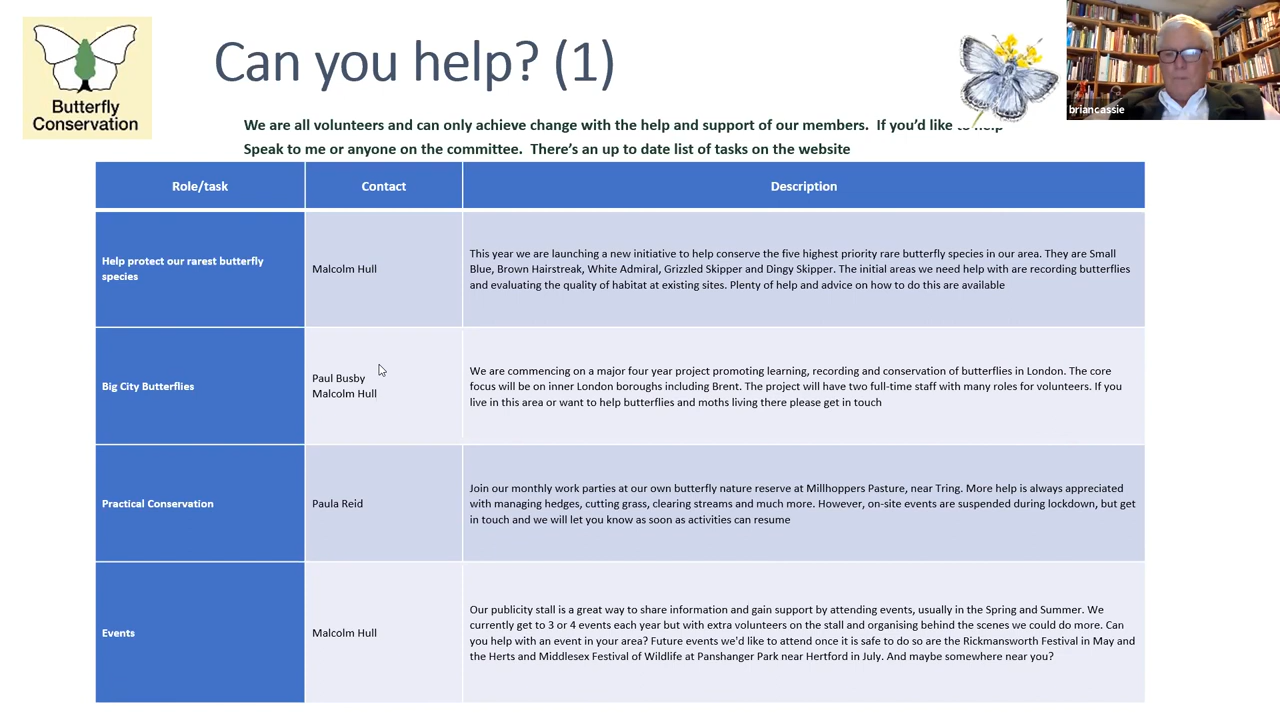 Butterfly
Conservation
Can you help? (1)
briancassie
We are all volunteers and can only achieve change with the help and support of our members.  If you'd like to help
Speak to me or anyone on the committee.  There's an up to date list of tasks on the website
Role/task
Contact
Description
Help protect our rarest butterfly
species
Malcolm Hull
This year we are launching a new initiative to help conserve the five highest priority rare butterfly species in our area. They are Small
Blue, Brown Hairstreak, White Admiral, Grizzled Skipper and Dingy Skipper. The initial areas we need help with are recording butterflies
and evaluating the quality of habitat at existing sites. Plenty of help and advice on how to do this are available
Big City Butterflies
Paul Busby
Malcolm Hull
We are commencing on a major four year project promoting learning, recording and conservation of butterflies in London. The core
focus will be on inner London boroughs including Brent. The project will have two full-time staff with many roles for volunteers. If you
live in this area or want to help butterflies and moths living there please get in touch
Practical Conservation
Paula Reid
Join our monthly work parties at our own butterfly nature reserve at Millhoppers Pasture, near Tring. More help is always appreciated
with managing hedges, cutting grass, clearing streams and much more. However, on-site events are suspended during lockdown, but get
in touch and we will let you know as soon as activities can resume
Events
Malcolm Hull
Our publicity stall is a great way to share information and gain support by attending events, usually in the Spring and Summer. We
currently get to 3 or 4 events each year but with extra volunteers on the stall and organising behind the scenes we could do more. Can
you help with an event in your area? Future events we'd like to attend once it is safe to do so are the Rickmansworth Festival in May and
the Herts and Middlesex Festival of Wildlife at Panshanger Park near Hertford in July. And maybe somewhere near you?